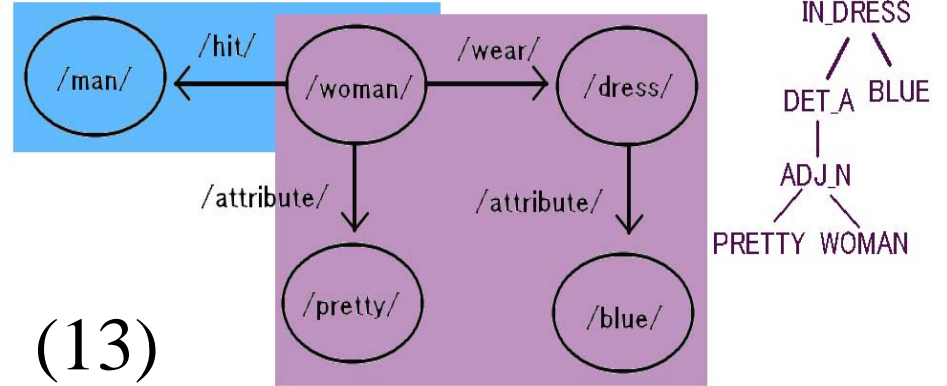 /hit/
/man/
/woman/
/wear/
/dress/
/attribute/
/attribute/
/pretty/
/blue/
(13)
IN_DRESS
DET_A BLUE
ADJ_N
PRETTY WOMAN